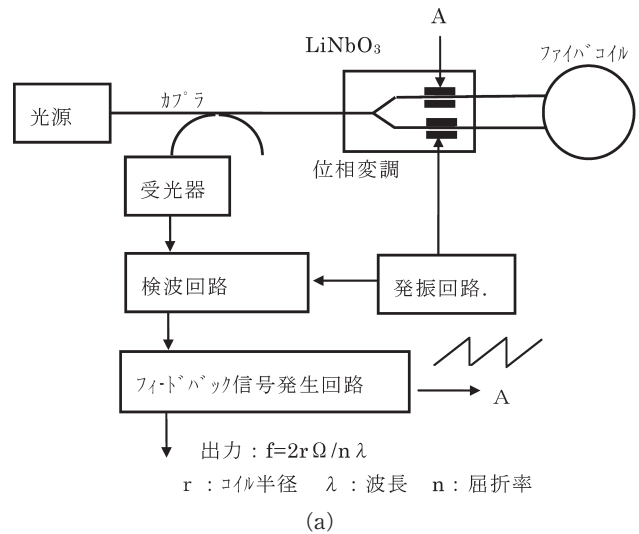 A
LiNbO₃
ﾌｧｲﾊﾞｺｲﾙ
光源
ｶﾌﾟﾗ
受光器
位相変調
検波回路
発振回路.
ﾌｨｰﾄﾞﾊﾞｯｸ信号発生回路
A
出力：f=2rΩ/nλ
r ：ｺｲﾙ半径 λ：波長 n：屈折率
(a)